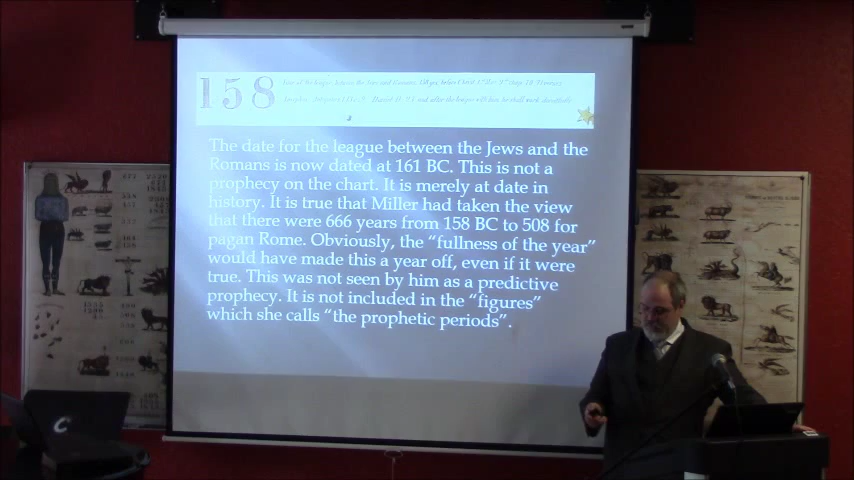 158
The date for the league between the Jews and the
Romans is now dated at 161 BC. This is not a
prophecy on the chart. It is merely at date in
history. It is true that Miller had taken the view
that there were 666 years from 158 BC to 508 for
pagan Rome. Obviously, the “fullness of the year”
would have made this a year off, even if it were
true. This was not seen by him as a predictive
prophecy. It is not included in the “figures”
which she calls “the prophetic periods”.